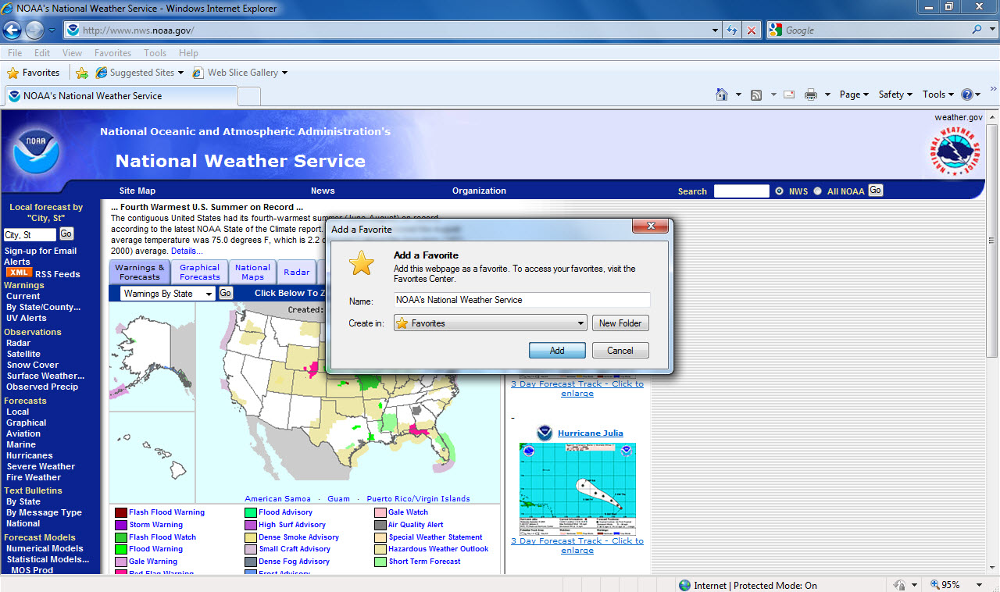 NOAA's National Weather Service - Windows Internet Explorer
http://www.nws.noaa.gov/
Google
File Edit View Favorites Tools Help
Favorites Suggested Sites Web Slice Gallery
NOAA's National Weather Service
Page Safety Tools
weather.gov
NOAA
National Oceanic and Atmospheric Administration's
National Weather Service
NATIONAL WEATHER SERVICE
Site Map News Organization Search NWS All NOAA Go
Local forecast by
"City, St"
City, St Go
Sign-up for Email
Alerts
XML RSS Feeds
Warnings
Current
By State/County...
UV Alerts
Observations
Radar
Satellite
Snow Cover
Surface Weather...
Observed Precip
Forecasts
Local
Graphical
Aviation
Marine
Hurricanes
Severe Weather
Fire Weather
Text Bulletins
By State
By Message Type
National
Forecast Models
Numerical Models
Statistical Models...
MOS Prod
... Fourth Warmest U.S. Summer on Record ...
The contiguous United States had its fourth-warmest summer (June-August) on record
according to the latest NOAA State of the Climate report
average temperature was 75.0 degrees F, which is 2.2
2000) average. Details...
Warnings &
Forecasts
Graphical
Forecasts
National
Maps
Radar
Warnings By State Go Click Below To Z
Created:
Add a Favorite
Add a Favorite
Add this webpage as a favorite. To access your favorites, visit the
Favorites Center.
Name: NOAA's National Weather Service
Create in: Favorites New Folder
Add Cancel
American Samoa · Guam · Puerto Rico/Virgin Islands
Flash Flood Warning Flood Advisory Gale Watch
Storm Warning High Surf Advisory Air Quality Alert
Flash Flood Watch Dense Smoke Advisory Special Weather Statement
Flood Warning Small Craft Advisory Hazardous Weather Outlook
Gale Warning Dense Fog Advisory Short Term Forecast
Red Flag Warning Frost Advisory
3 Day Forecast Track - Click to
enlarge
-
Hurricane Julia
3 Day Forecast Track - Click to
enlarge
Internet | Protected Mode: On 95%